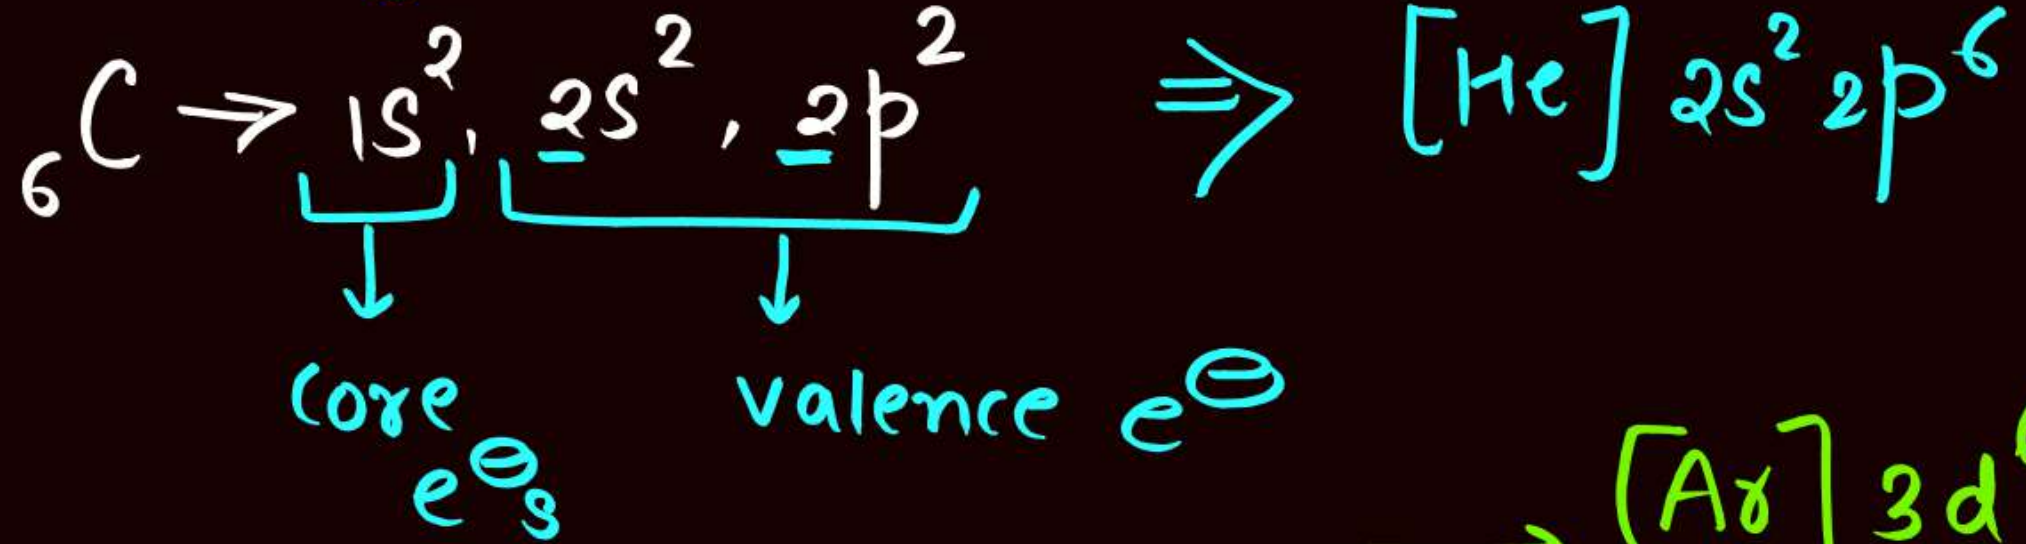 ₆C → 1s², 2s², 2p² ⇒ [He] 2s² 2p⁶
core valence e⊖
e⊖s
[Ar] 3d